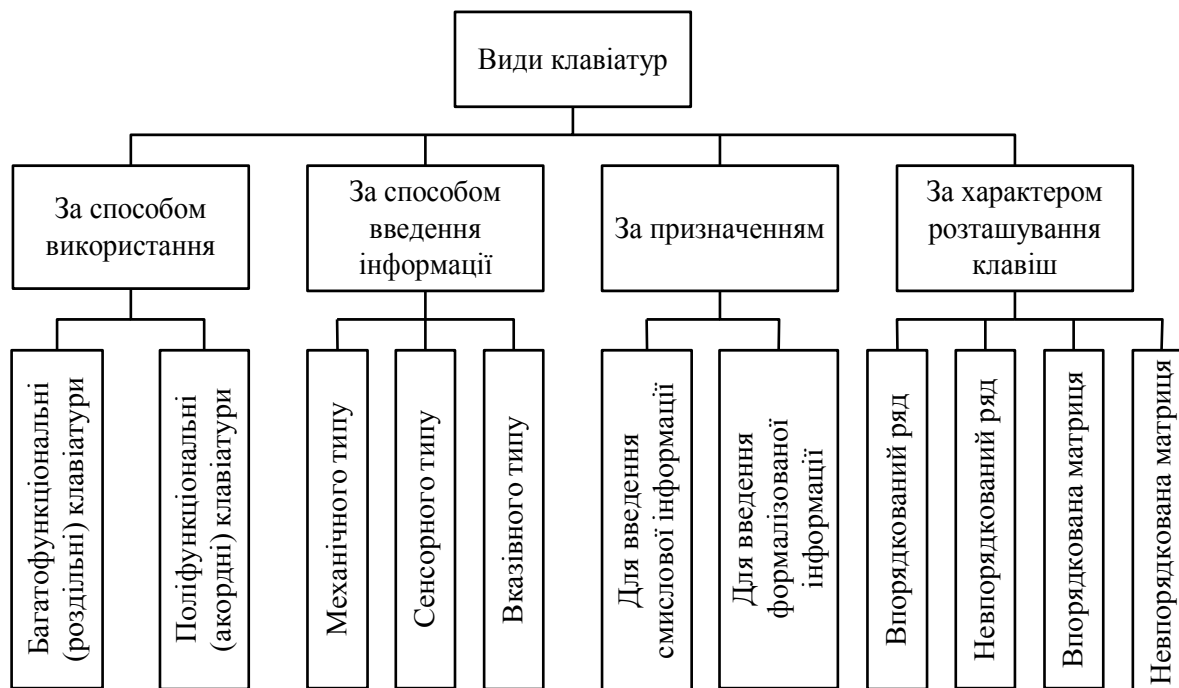 Види клавіатур
За способом
використання
За способом
введення
інформації
За призначенням
За характером
розташування
клавіш
Багатофункціональні
(роздільні) клавіатури
Поліфункціональні
(акордні) клавіатури
Механічного типу
Сенсорного типу
Вказівного типу
Для введення
смислової інформації
Для введення
формалізованої
інформації
Впорядкований ряд
Невпорядкований ряд
Впорядкована матриця
Невпорядкована матриця